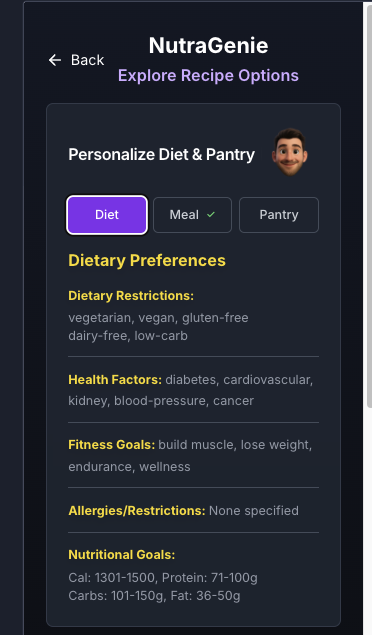 NutraGenie
← Back
Explore Recipe Options
Personalize Diet & Pantry
Diet
Meal ✓
Pantry
Dietary Preferences
Dietary Restrictions:
vegetarian, vegan, gluten-free
dairy-free, low-carb
Health Factors: diabetes, cardiovascular,
kidney, blood-pressure, cancer
Fitness Goals: build muscle, lose weight,
endurance, wellness
Allergies/Restrictions: None specified
Nutritional Goals:
Cal: 1301-1500, Protein: 71-100g
Carbs: 101-150g, Fat: 36-50g